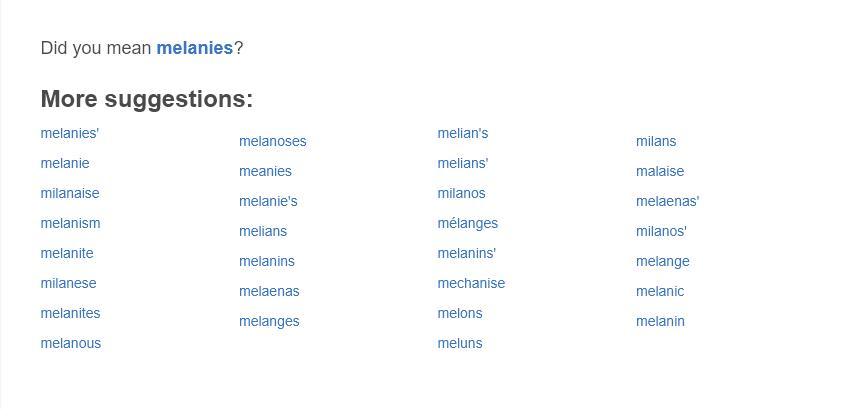 Did you mean melanies?
More suggestions:
melanies'
melanie
milanaise
melanism
melanite
milanese
melanites
melanous
melanoses
meanies
melanie's
melians
melanins
melaenas
melanges
melian's
melians'
milanos
mélanges
melanins'
mechanise
melons
meluns
milans
malaise
melaenas'
milanos'
melange
melanic
melanin